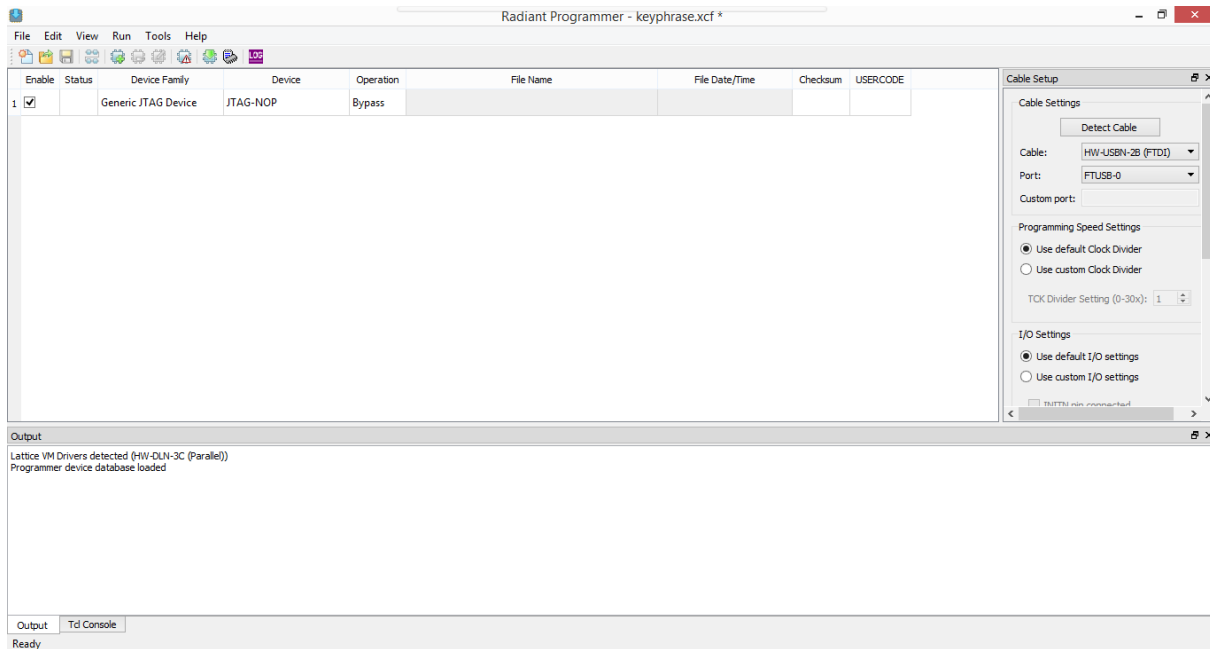 Radiant Programmer - keyphrase.xcf *
File Edit View Run Tools Help
LOG
Enable Status Device Family Device Operation File Name File Date/Time Checksum USERCODE
1 Generic JTAG Device JTAG-NOP Bypass
Cable Setup
Cable Settings
Detect Cable
Cable: HW-USBN-2B (FTDI)
Port: FTUSB-0
Custom port:
Programming Speed Settings
Use default Clock Divider
Use custom Clock Divider
TCK Divider Setting (0-30x): 1
I/O Settings
Use default I/O settings
Use custom I/O settings
INITN pin connected
Output
Lattice VM Drivers detected (HW-DLN-3C (Parallel))
Programmer device database loaded
Output Tcl Console
Ready